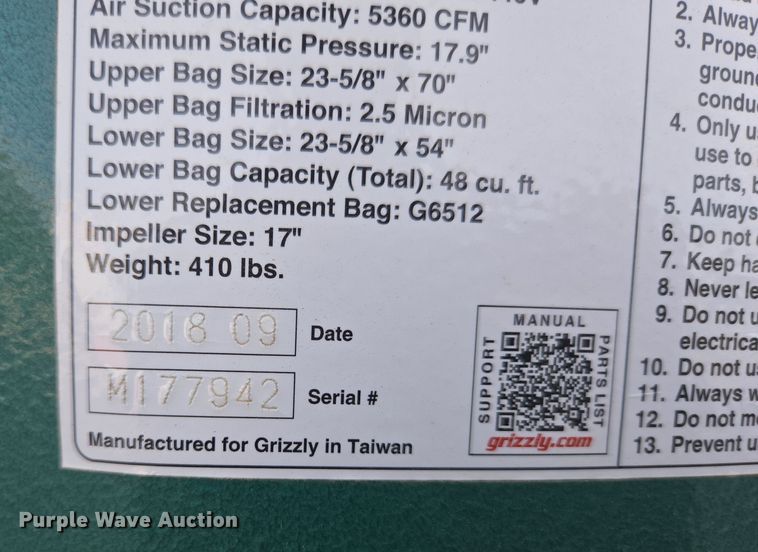 Air Suction Capacity: 5360 CFM
Maximum Static Pressure: 17.9"
Upper Bag Size: 23-5/8" x 70"
Upper Bag Filtration: 2.5 Micron
Lower Bag Size: 23-5/8" x 54"
Lower Bag Capacity (Total): 48 cu. ft.
Lower Replacement Bag: G6512
Impeller Size: 17"
Weight: 410 lbs.
2018 09 Date
M177942 Serial #
Manufactured for Grizzly in Taiwan
MANUAL
SUPPORT
PARTS LIST
grizzly.com
2. Alway
3. Prope
groun
condu
4. Only u
use to
parts, b
5. Always
6. Do not
7. Keep ha
8. Never le
9. Do not u
electrica
10. Do not u
11. Always w
12. Do not m
13. Prevent u
Purple Wave Auction